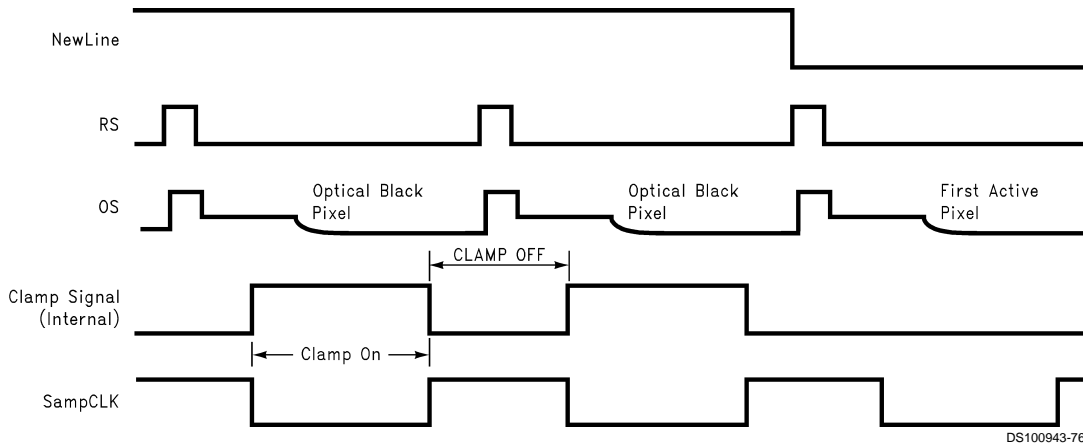 NewLine
RS
OS
Optical Black
Pixel
Optical Black
Pixel
First Active
Pixel
CLAMP OFF
Clamp Signal
(Internal)
Clamp On
SampCLK
DS100943-76